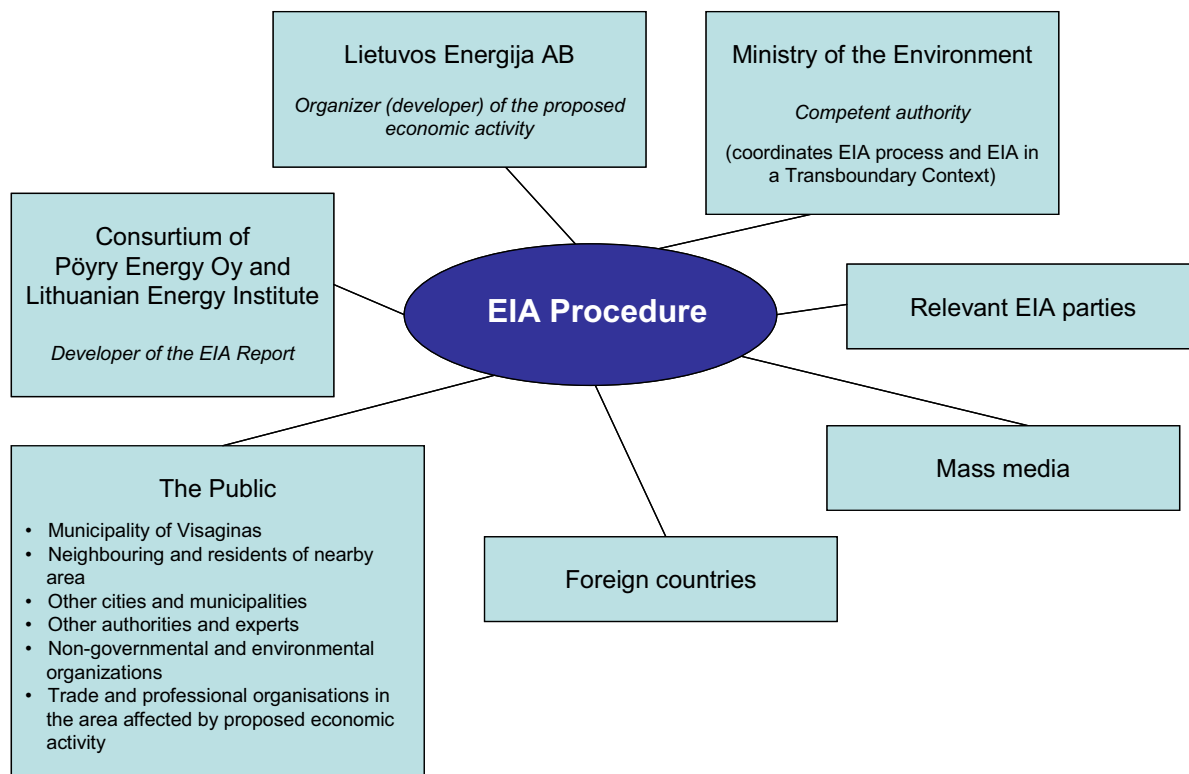 Lietuvos Energija AB
Organizer (developer) of the proposed
economic activity
Ministry of the Environment
Competent authority
(coordinates EIA process and EIA in
a Transboundary Context)
Consurtium of
Pöyry Energy Oy and
Lithuanian Energy Institute
Developer of the EIA Report
EIA Procedure
Relevant EIA parties
Mass media
Foreign countries
The Public
• Municipality of Visaginas
• Neighbouring and residents of nearby
area
• Other cities and municipalities
• Other authorities and experts
• Non-governmental and environmental
organizations
• Trade and professional organisations in
the area affected by proposed economic
activity